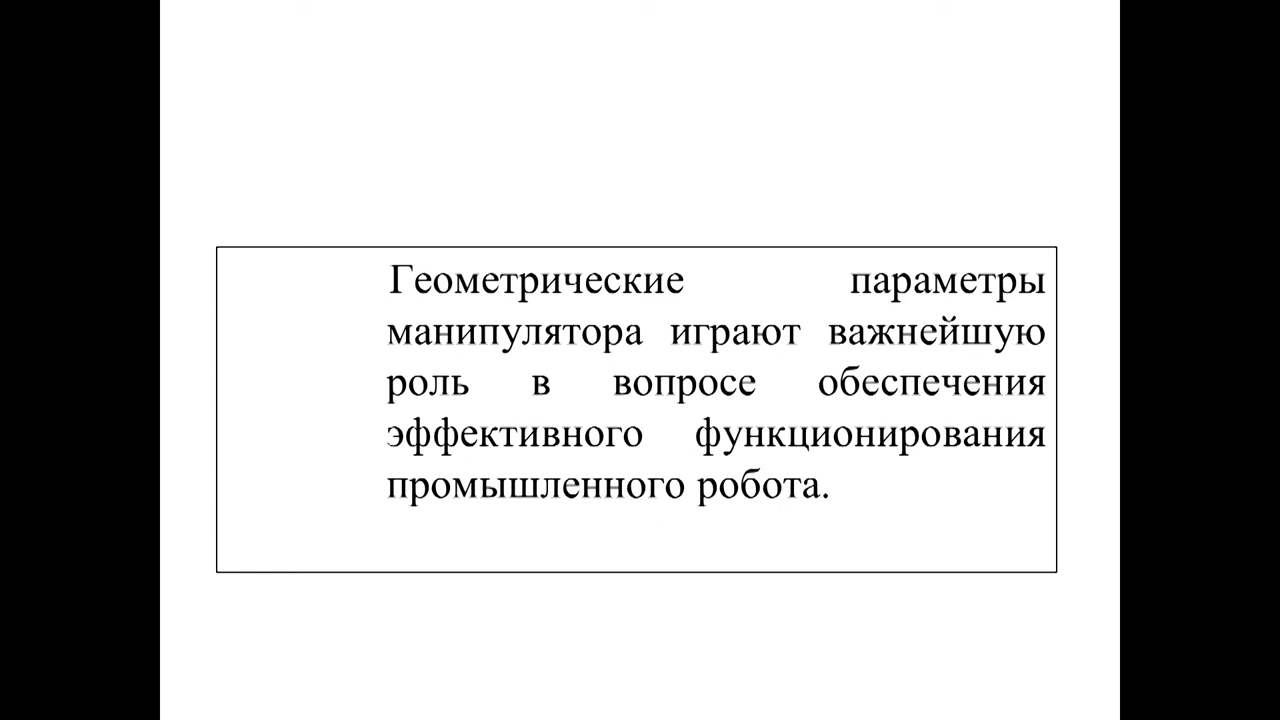 Геометрические параметры
манипулятора играют важнейшую
роль в вопросе обеспечения
эффективного функционирования
промышленного робота.